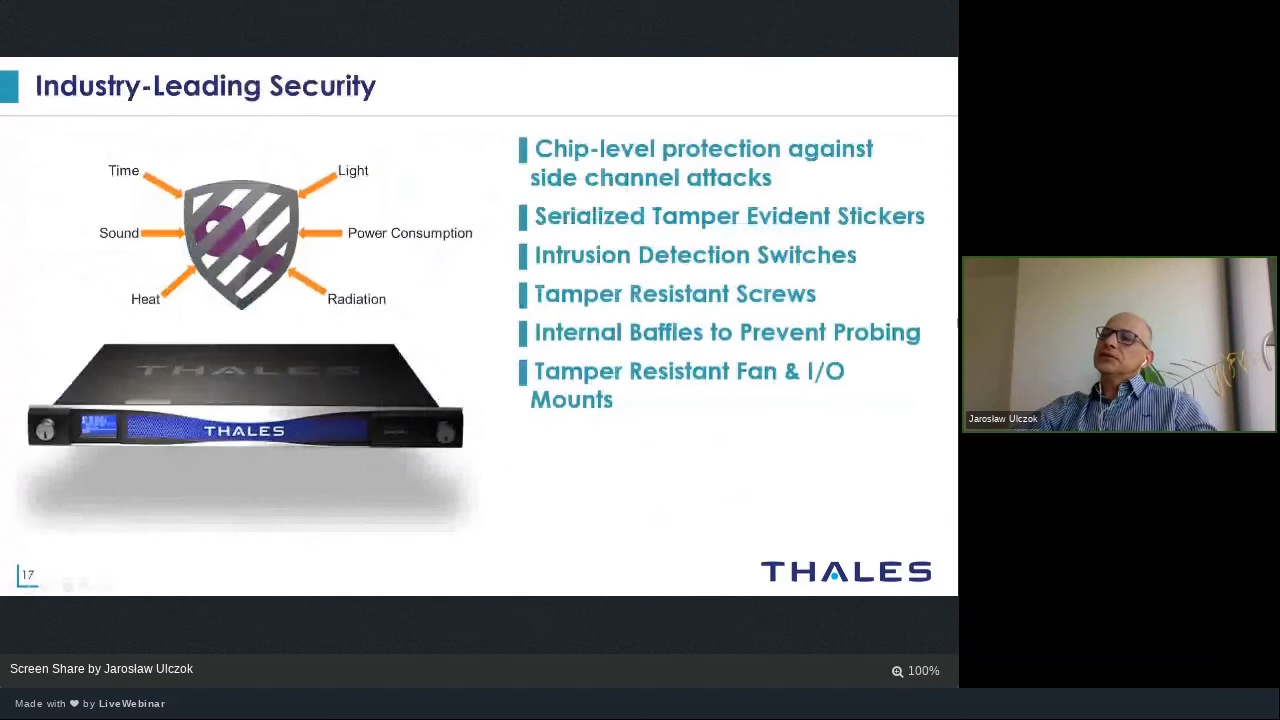 Industry-Leading Security
Time
Light
Sound
Power Consumption
Heat
Radiation
THALES
THALES
Chip-level protection against
side channel attacks
Serialized Tamper Evident Stickers
Intrusion Detection Switches
Tamper Resistant Screws
Internal Baffles to Prevent Probing
Tamper Resistant Fan & I/O
Mounts
17
THALES
Jarosław Ulczok
Screen Share by Jarosław Ulczok
100%
Made with ❤ by LiveWebinar